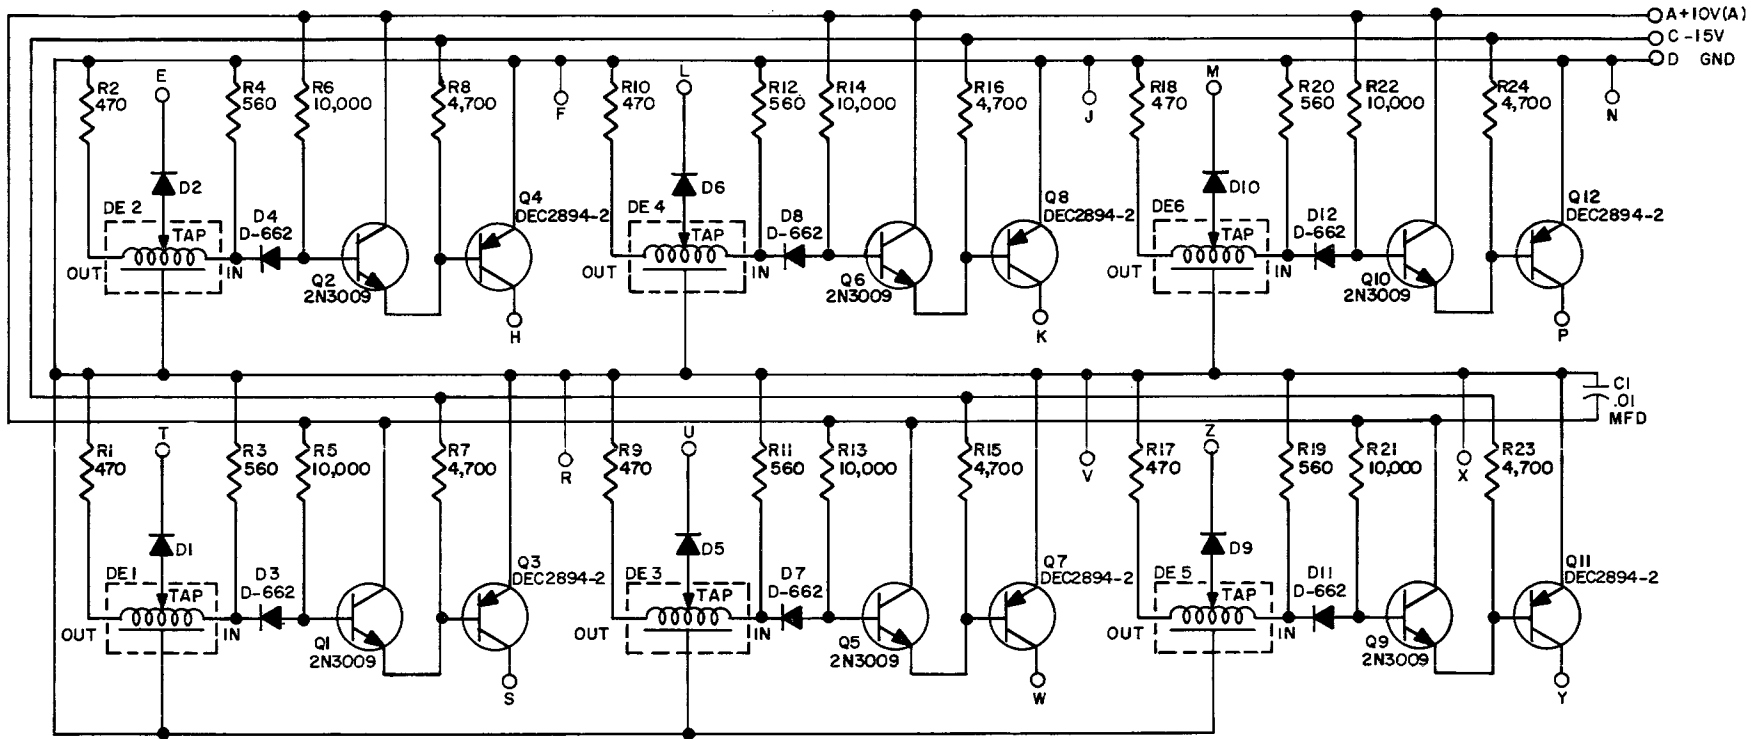 A+10V(A)
C -15V
D GND
R2
470
E
R4
560
R6
10,000
R8
4,700
F
R10
470
L
R12
560
R14
10,000
R16
4,700
J
R18
470
M
R20
560
R22
10,000
R24
4,700
N
D2
DE 2
TAP
OUT
IN
D4
D-662
Q2
2N3009
Q4
DEC2894-2
H
D6
DE 4
TAP
OUT
IN
D8
D-662
Q6
2N3009
Q8
DEC2894-2
K
D10
DE6
TAP
OUT
IN
D12
D-662
Q10
2N3009
Q12
DEC2894-2
P
C1
.01
MFD
R1
470
T
R3
560
R5
10,000
R7
4,700
R
R9
470
U
R11
560
R13
10,000
R15
4,700
V
R17
470
Z
R19
560
R21
10,000
X
R23
4,700
D1
DE1
TAP
OUT
IN
D3
D-662
Q1
2N3009
Q3
DEC2894-2
S
D5
DE 3
TAP
OUT
IN
D7
D-662
Q5
2N3009
Q7
DEC2894-2
W
D9
DE 5
TAP
OUT
IN
D11
D-662
Q9
2N3009
Q11
DEC2894-2
Y